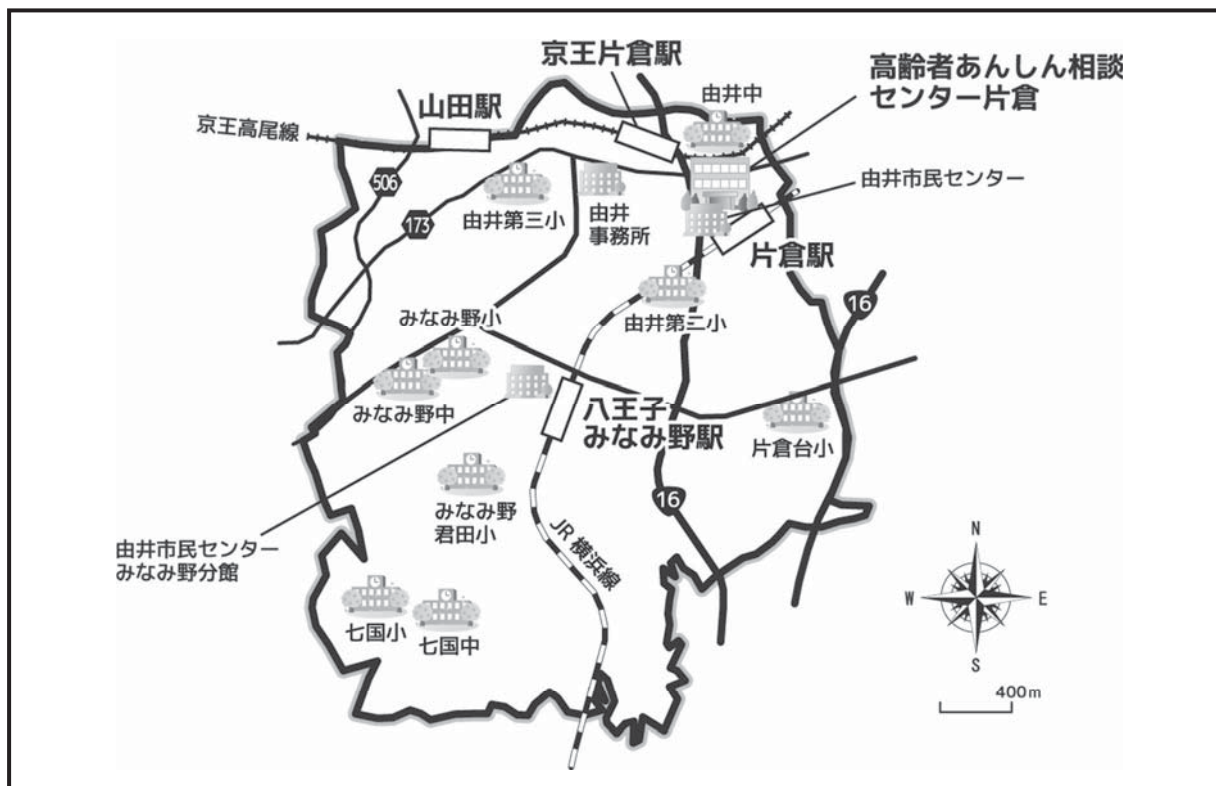 京王片倉駅
高齢者あんしん相談
センター片倉
由井中
山田駅
京王高尾線
506
由井市民センター
173
由井第三小
由井
事務所
片倉駅
16
みなみ野小
由井第二小
みなみ野中
八王子
みなみ野駅
片倉台小
みなみ野
君田小
16
由井市民センター
みなみ野分館
JR 横浜線
N
W
E
S
七国小
七国中
400m